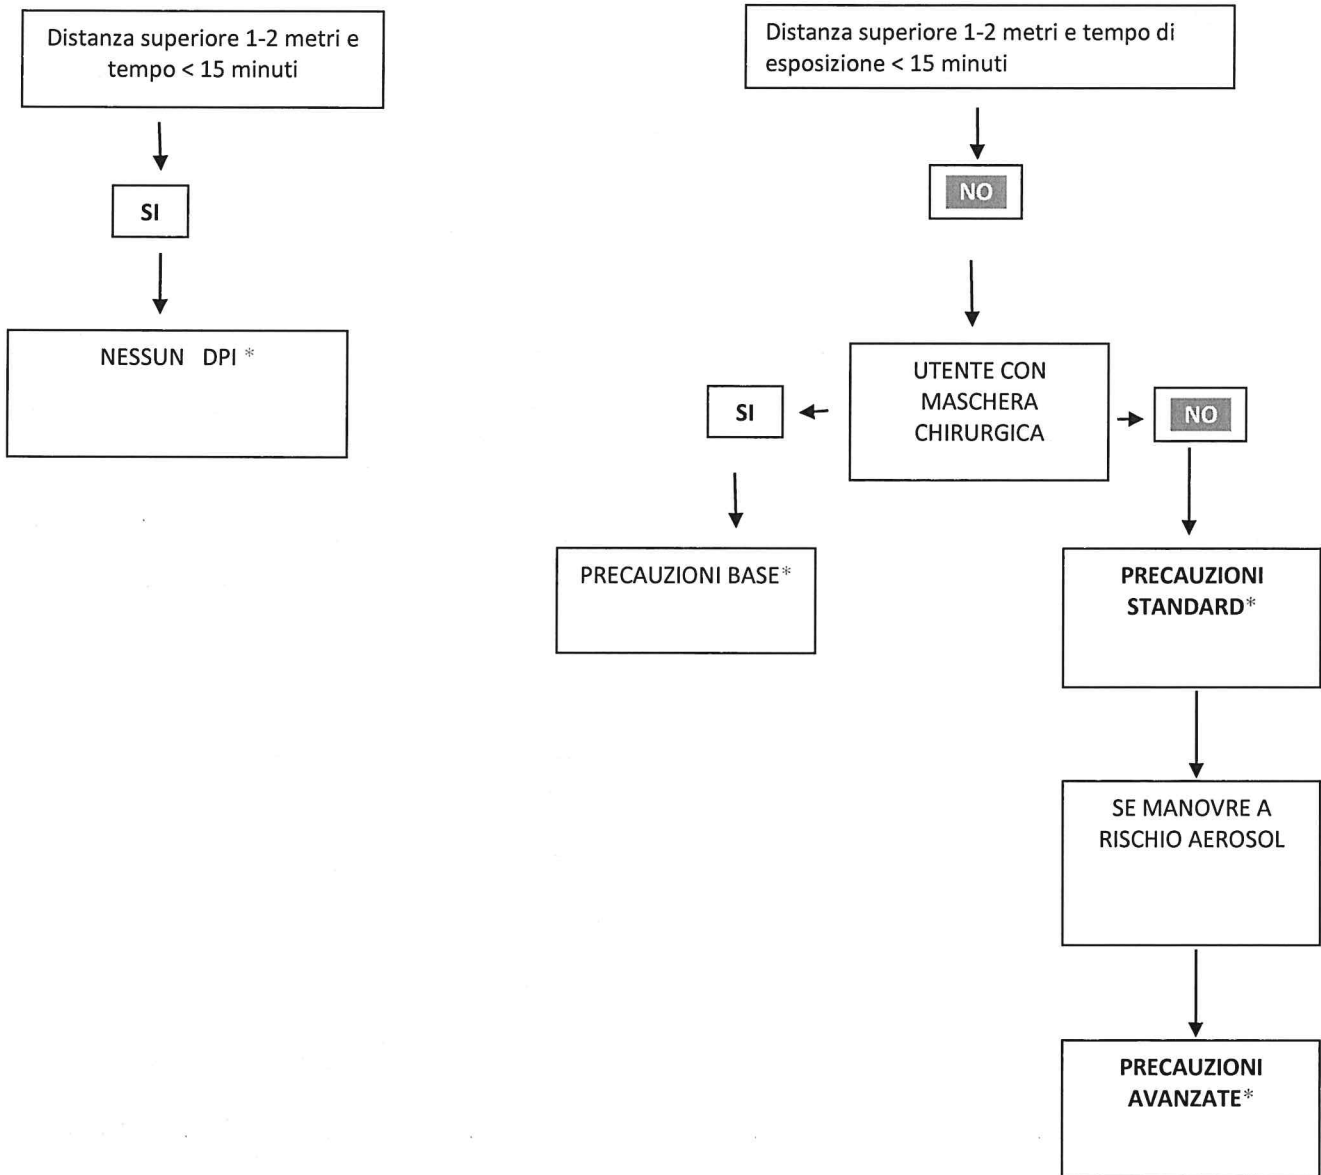 Distanza superiore 1-2 metri e
tempo < 15 minuti
SI
NESSUN DPI *
Distanza superiore 1-2 metri e tempo di
esposizione < 15 minuti
NO
UTENTE CON
MASCHERA
CHIRURGICA
SI
NO
PRECAUZIONI BASE*
PRECAUZIONI
STANDARD*
SE MANOVRE A
RISCHIO AEROSOL
PRECAUZIONI
AVANZATE*